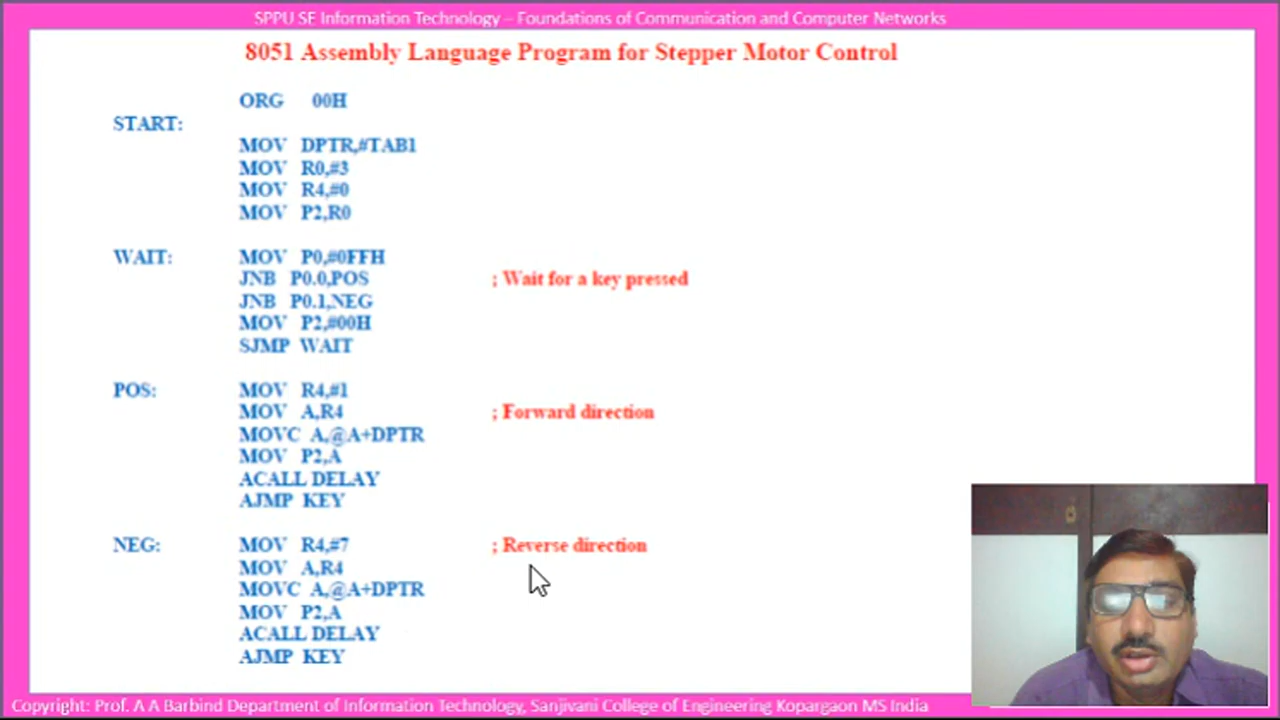 SPPU SE Information Technology – Foundations of Communication and Computer Networks
8051 Assembly Language Program for Stepper Motor Control
ORG 00H
START:
MOV DPTR,#TAB1
MOV R0,#3
MOV R4,#0
MOV P2,R0
WAIT: MOV P0,#0FFH
JNB P0.0,POS ; Wait for a key pressed
JNB P0.1,NEG
MOV P2,#00H
SJMP WAIT
POS: MOV R4,#1
MOV A,R4 ; Forward direction
MOVC A,@A+DPTR
MOV P2,A
ACALL DELAY
AJMP KEY
NEG: MOV R4,#7 ; Reverse direction
MOV A,R4
MOVC A,@A+DPTR
MOV P2,A
ACALL DELAY
AJMP KEY
Copyright: Prof. A A Barbind Department of Information Technology, Sanjivani College of Engineering Kopargaon MS India